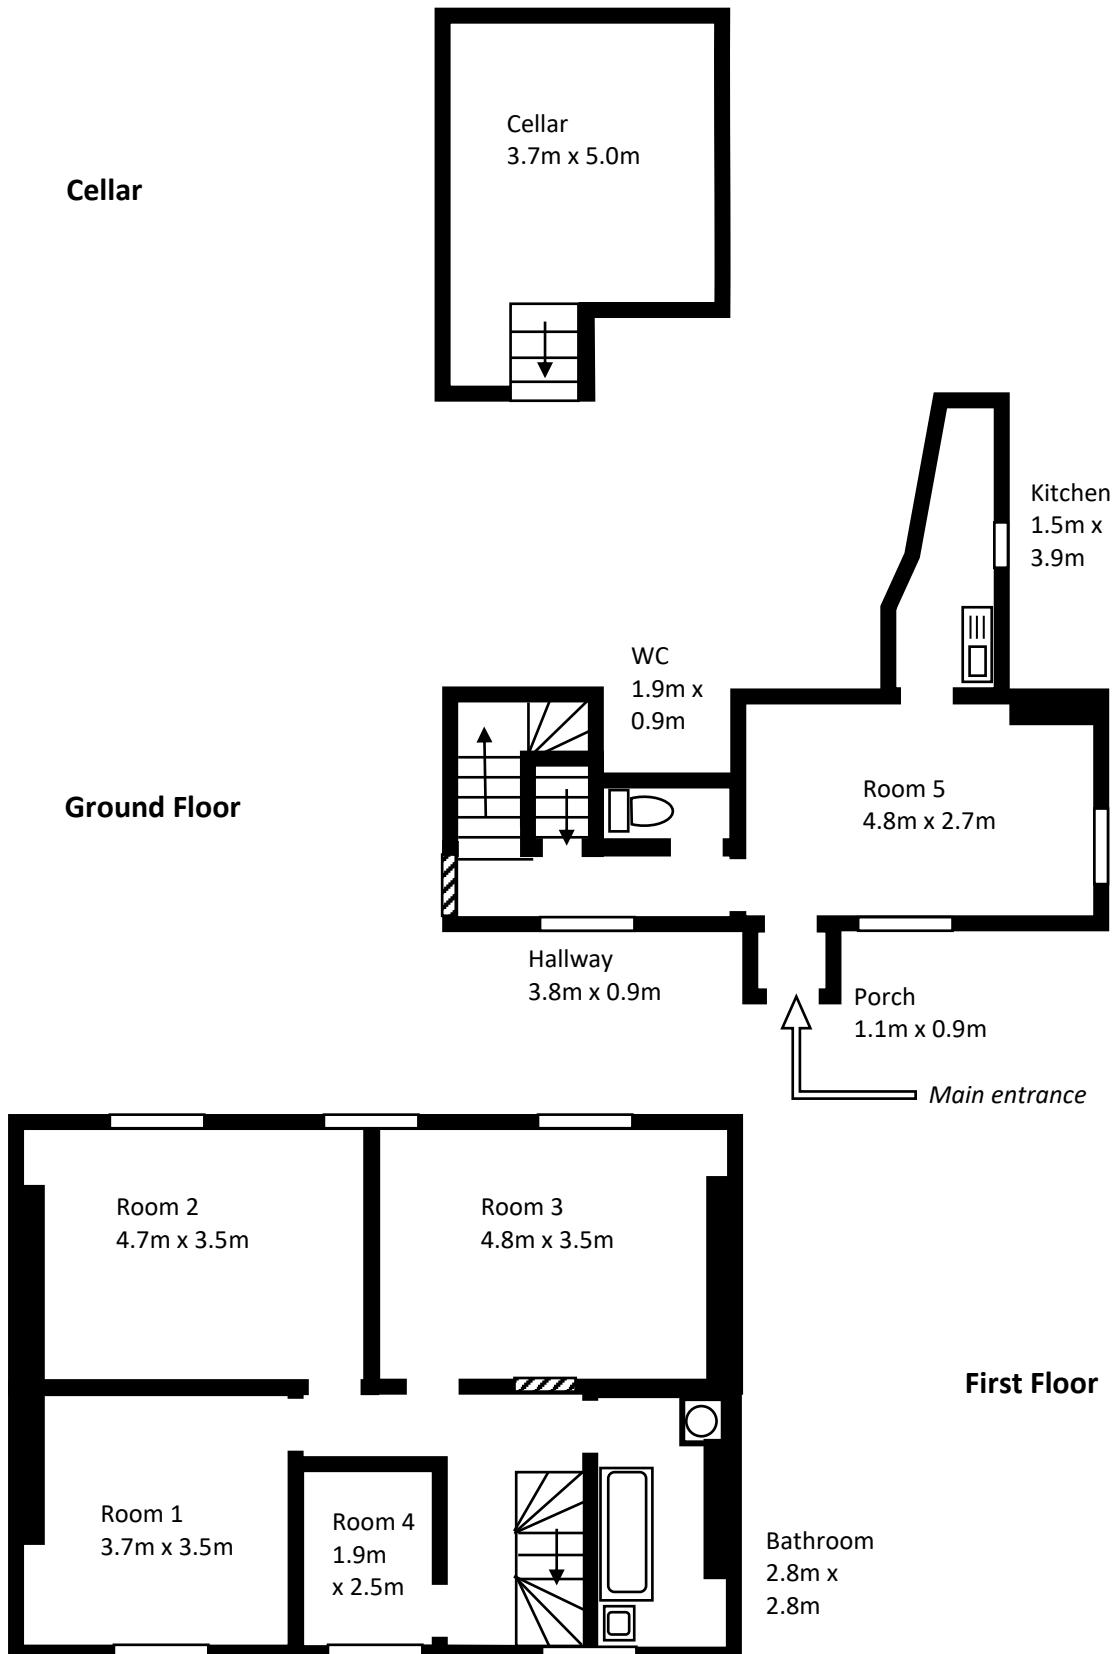 Cellar
3.7m x 5.0m
Cellar
Kitchen
1.5m x
3.9m
WC
1.9m x
0.9m
Room 5
4.8m x 2.7m
Ground Floor
Hallway
3.8m x 0.9m
Porch
1.1m x 0.9m
Main entrance
Room 2
4.7m x 3.5m
Room 3
4.8m x 3.5m
First Floor
Room 1
3.7m x 3.5m
Room 4
1.9m
x 2.5m
Bathroom
2.8m x
2.8m